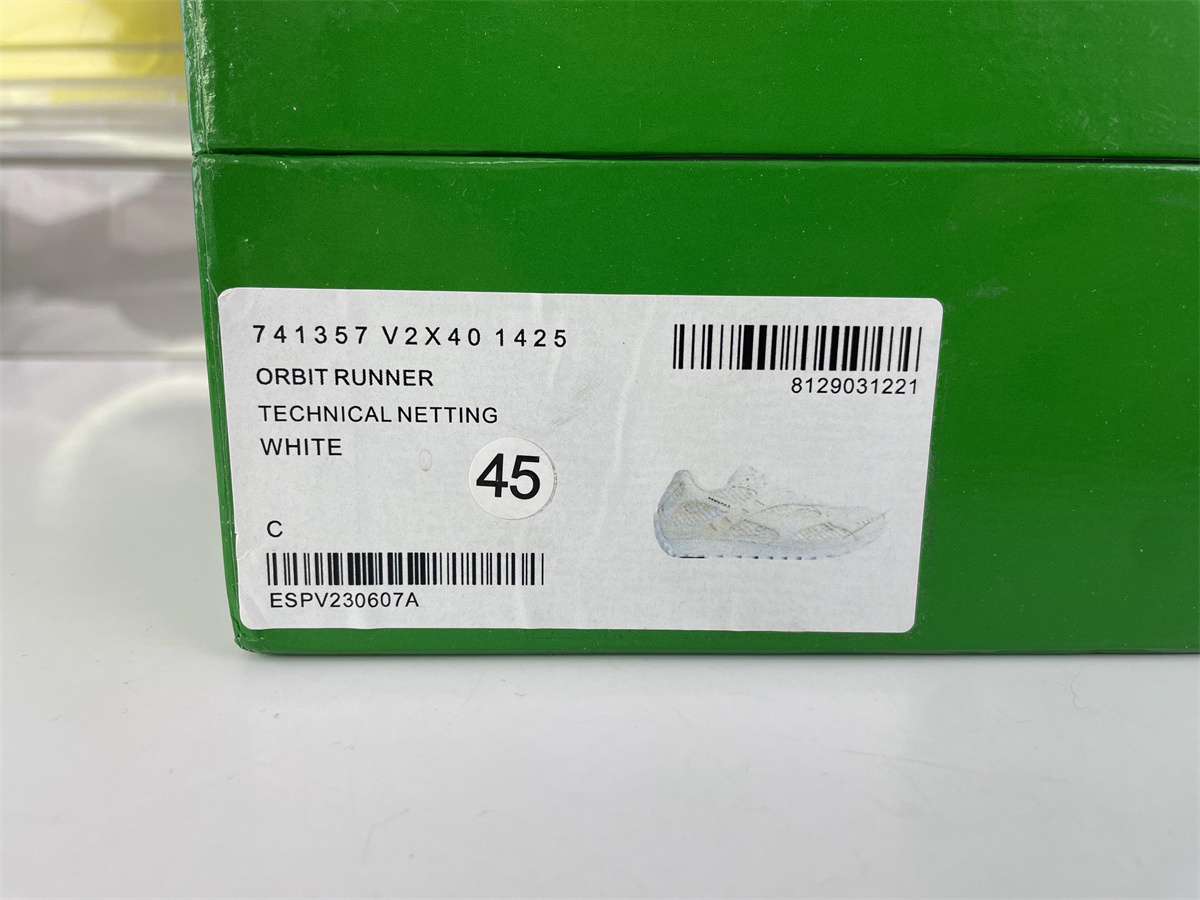 741357 V2X40 1425
ORBIT RUNNER
TECHNICAL NETTING
WHITE
45
C
ESPV230607A
8129031221